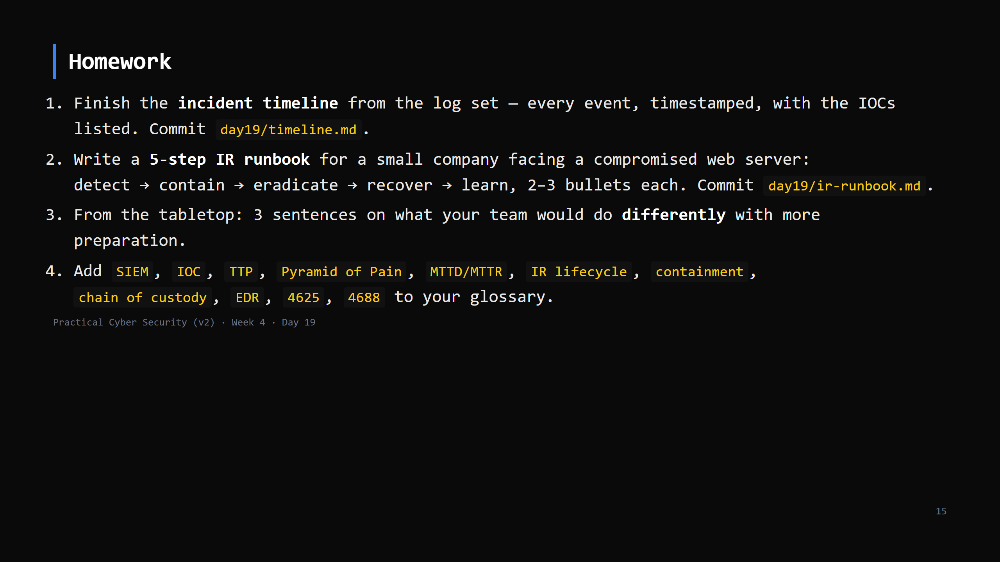 Homework
1. Finish the incident timeline from the log set — every event, timestamped, with the IOCs
listed. Commit day19/timeline.md.
2. Write a 5-step IR runbook for a small company facing a compromised web server:
detect → contain → eradicate → recover → learn, 2–3 bullets each. Commit day19/ir-runbook.md.
3. From the tabletop: 3 sentences on what your team would do differently with more
preparation.
4. Add SIEM, IOC, TTP, Pyramid of Pain, MTTD/MTTR, IR lifecycle, containment,
chain of custody, EDR, 4625, 4688 to your glossary.
Practical Cyber Security (v2) · Week 4 · Day 19
15